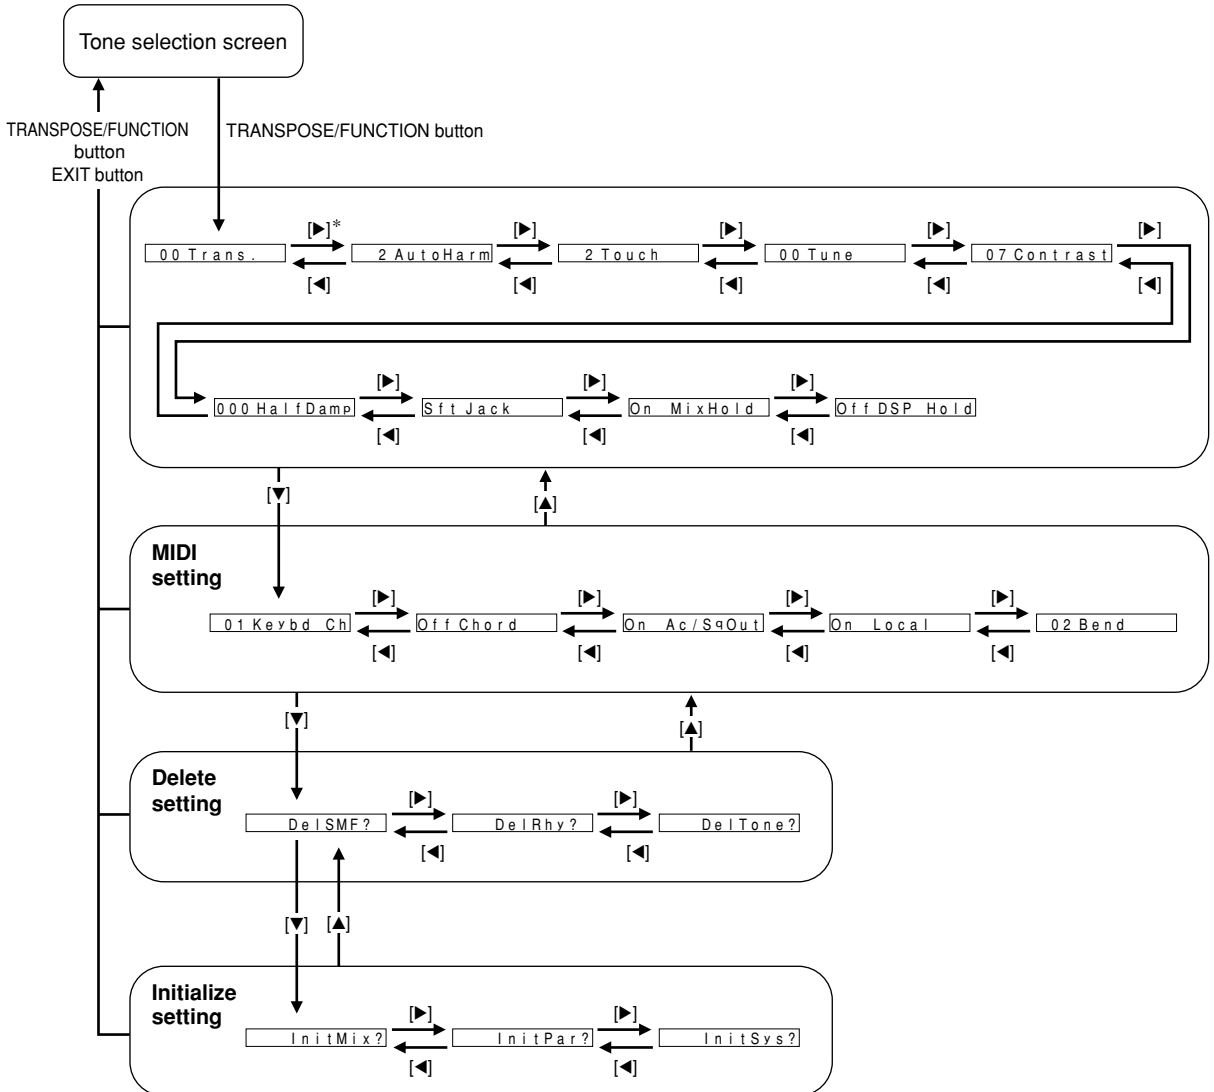 Tone selection screen
TRANSPOSE/FUNCTION
button
EXIT button
TRANSPOSE/FUNCTION button
[▶]* [▶] [▶] [▶] [▶]
00 Trans. 2 AutoHarm 2 Touch 00 Tune 07 Contrast
[◀] [◀] [◀] [◀] [◀]
[▶] [▶] [▶]
000 HalfDamp Sft Jack On MixHold Off DSP Hold
[◀] [◀] [◀]
[▼] [▲]
MIDI
setting
[▶] [▶] [▶] [▶]
01 Keybd Ch Off Chord On Ac/SqOut On Local 02 Bend
[◀] [◀] [◀] [◀]
[▼] [▲]
Delete
setting
[▶] [▶]
DelSMF? DelRhy? DelTone?
[◀] [◀]
[▼] [▲]
Initialize
setting
[▶] [▶]
InitMix? InitPar? InitSys?
[◀] [◀]